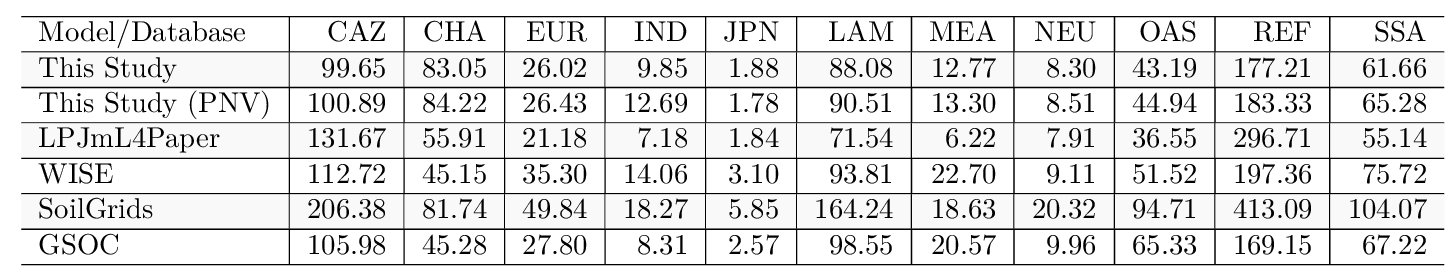 Model/Database CAZ CHA EUR IND JPN LAM MEA NEU OAS REF SSA
This Study 99.65 83.05 26.02 9.85 1.88 88.08 12.77 8.30 43.19 177.21 61.66
This Study (PNV) 100.89 84.22 26.43 12.69 1.78 90.51 13.30 8.51 44.94 183.33 65.28
LPJmL4Paper 131.67 55.91 21.18 7.18 1.84 71.54 6.22 7.91 36.55 296.71 55.14
WISE 112.72 45.15 35.30 14.06 3.10 93.81 22.70 9.11 51.52 197.36 75.72
SoilGrids 206.38 81.74 49.84 18.27 5.85 164.24 18.63 20.32 94.71 413.09 104.07
GSOC 105.98 45.28 27.80 8.31 2.57 98.55 20.57 9.96 65.33 169.15 67.22